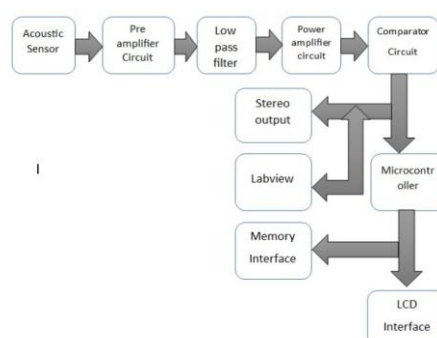 Acoustic
Sensor
Pre
amplifier
Circuit
Low
pass
filter
Power
amplifier
circuit
Comparator
Circuit
Stereo
output
Labview
Microcontr
oller
Memory
Interface
LCD
Interface